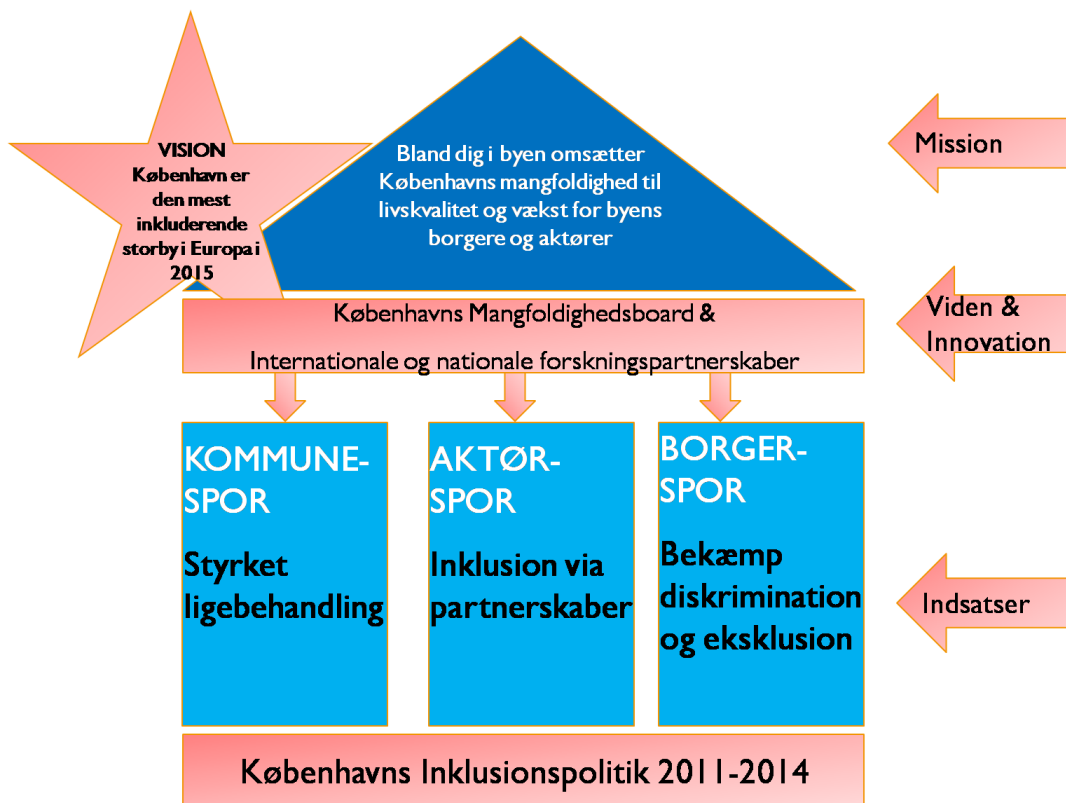 VISION
København er
den mest
inkluderende
storby i Europa i
2015
Bland dig i byen omsætter
Københavns mangfoldighed til
livskvalitet og vækst for byens
borgere og aktører
Mission
Københavns Mangfoldighedsboard &
Internationale og nationale forskningspartnerskaber
Viden &
Innovation
KOMMUNE-
SPOR
Styrket
ligebehandling
AKTØR-
SPOR
Inklusion via
partnerskaber
BORGER-
SPOR
Bekæmp
diskrimination
og eksklusion
Indsatser
Københavns Inklusionspolitik 2011-2014